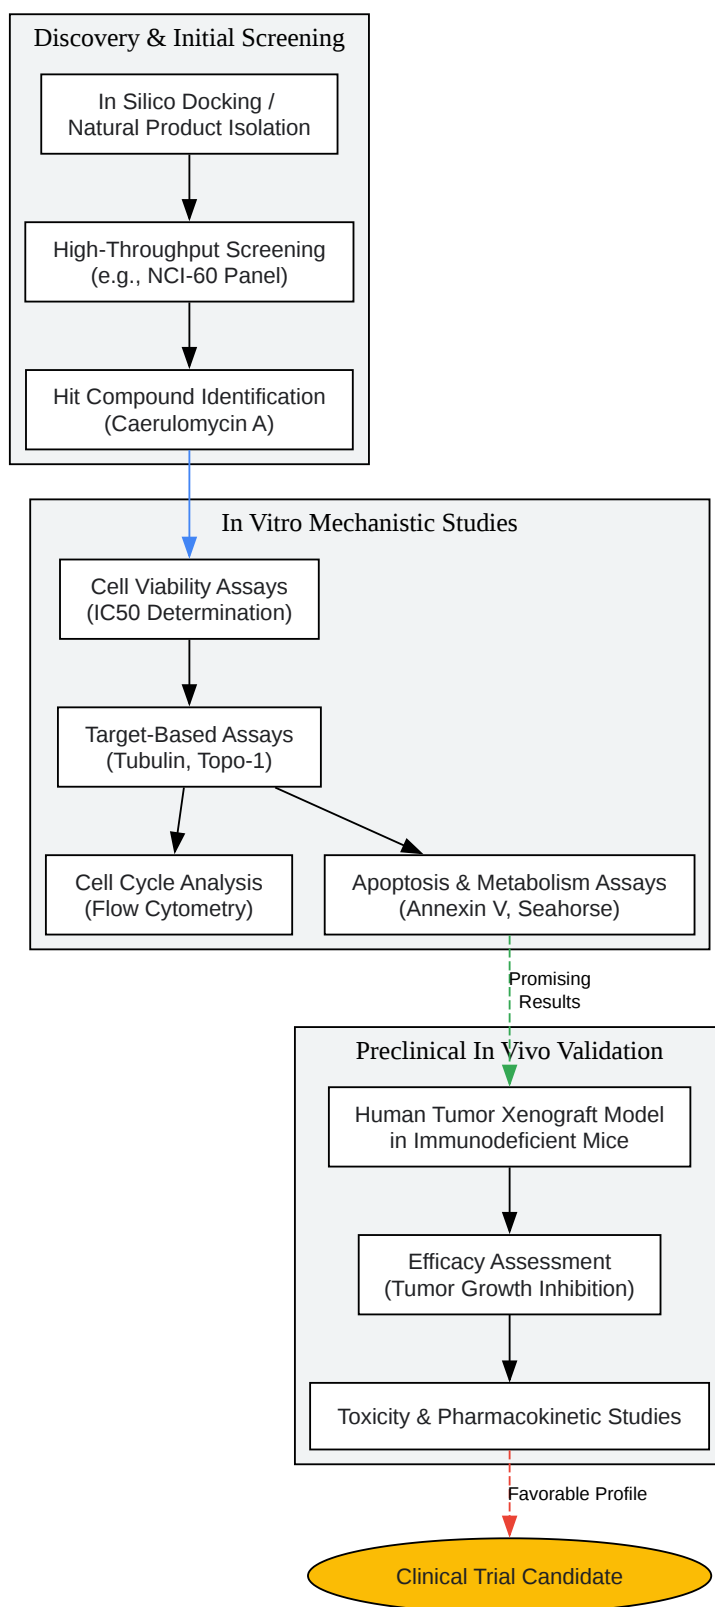 Discovery & Initial Screening
In Silico Docking /
Natural Product Isolation
High-Throughput Screening
(e.g., NCI-60 Panel)
Hit Compound Identification
(Caerulomycin A)
In Vitro Mechanistic Studies
Cell Viability Assays
(IC50 Determination)
Target-Based Assays
(Tubulin, Topo-1)
Cell Cycle Analysis
(Flow Cytometry)
Apoptosis & Metabolism Assays
(Annexin V, Seahorse)
Promising
Results
Preclinical In Vivo Validation
Human Tumor Xenograft Model
in Immunodeficient Mice
Efficacy Assessment
(Tumor Growth Inhibition)
Toxicity & Pharmacokinetic Studies
Favorable Profile
Clinical Trial Candidate